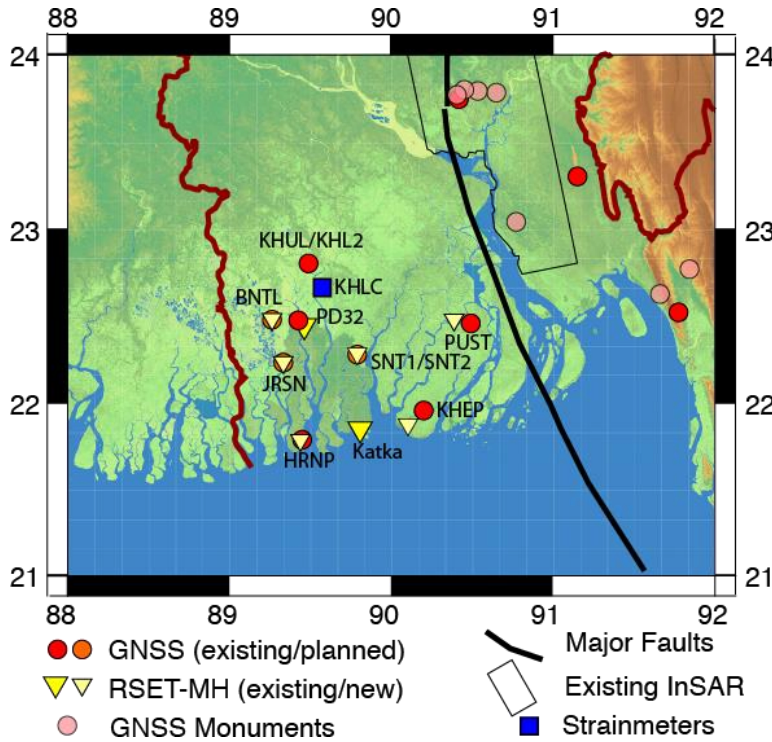 88 89 90 91 92
24 24
23 23
KHUL/KHL2
KHLC
BNTL
PD32
PUST
SNT1/SNT2
JRSN
22 22
KHEP
HRNP
Katka
21 21
88 89 90 91 92
GNSS (existing/planned)
RSET-MH (existing/new)
GNSS Monuments
Major Faults
Existing InSAR
Strainmeters